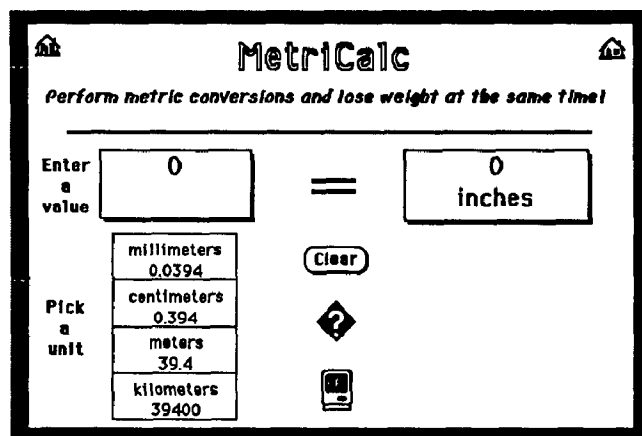 MetriCalc
Perform metric conversions and lose weight at the same time!
Enter
a
value
0
=
0
inches
Pick
a
unit
millimeters
0.0394
centimeters
0.394
meters
39.4
kilometers
39400
Clear
?